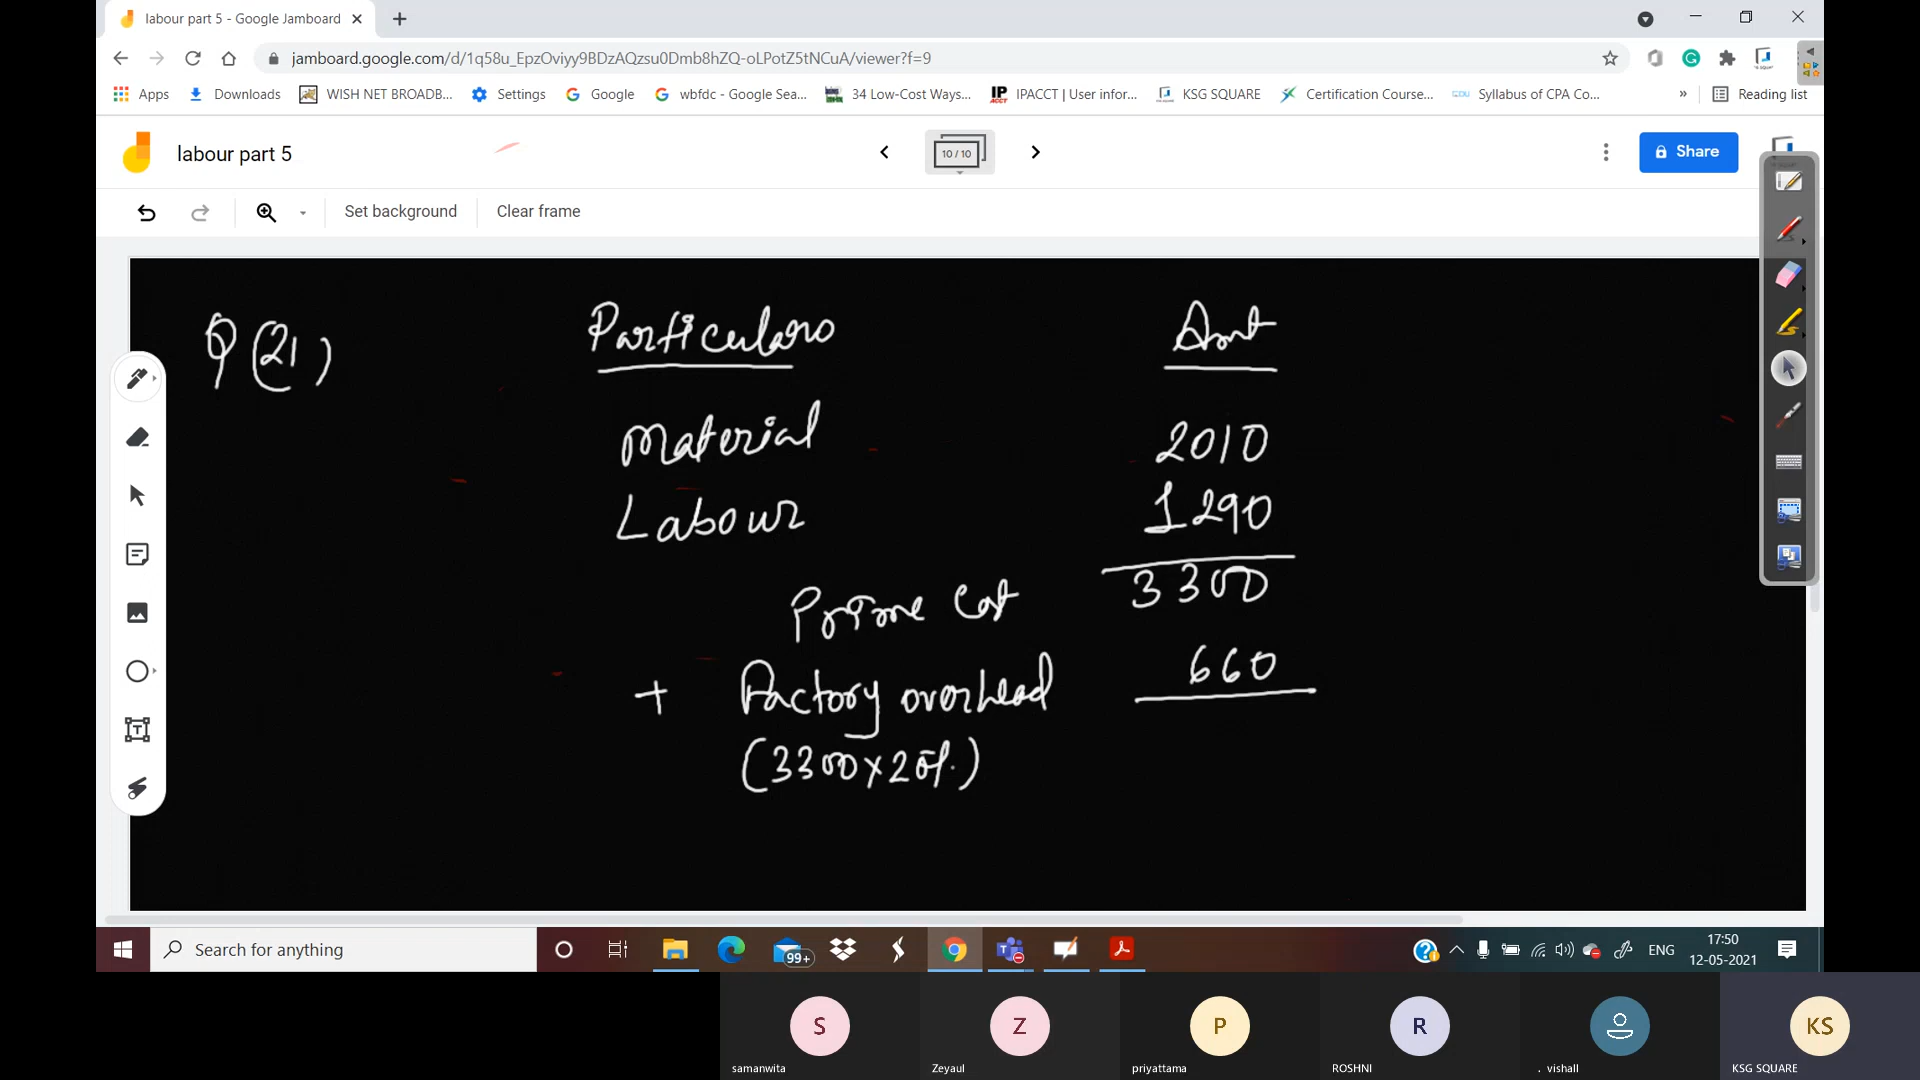 labour part 5 - Google Jamboard
jamboard.google.com/d/1q58u_EpzOviyy9BDzAQzsu0Dmb8hZQ-oLPotZ5tNCuA/viewer?f=9
Apps Downloads WISH NET BROADB... Settings Google wbfdc - Google Sea... 34 Low-Cost Ways... IPACCT | User infor... KSG SQUARE Certification Course... Syllabus of CPA Co... » Reading list
labour part 5
10 / 10
Share
Set background Clear frame
Q (21) Particulars Amt
Material 2010
Labour 1290
Prime Cost 3300
+ Factory overhead 660
(3300 x 20%)
Search for anything
99+
ENG
17:50
12-05-2021
S Z P R KS
samanwita Zeyaul priyattama ROSHNI . vishall KSG SQUARE